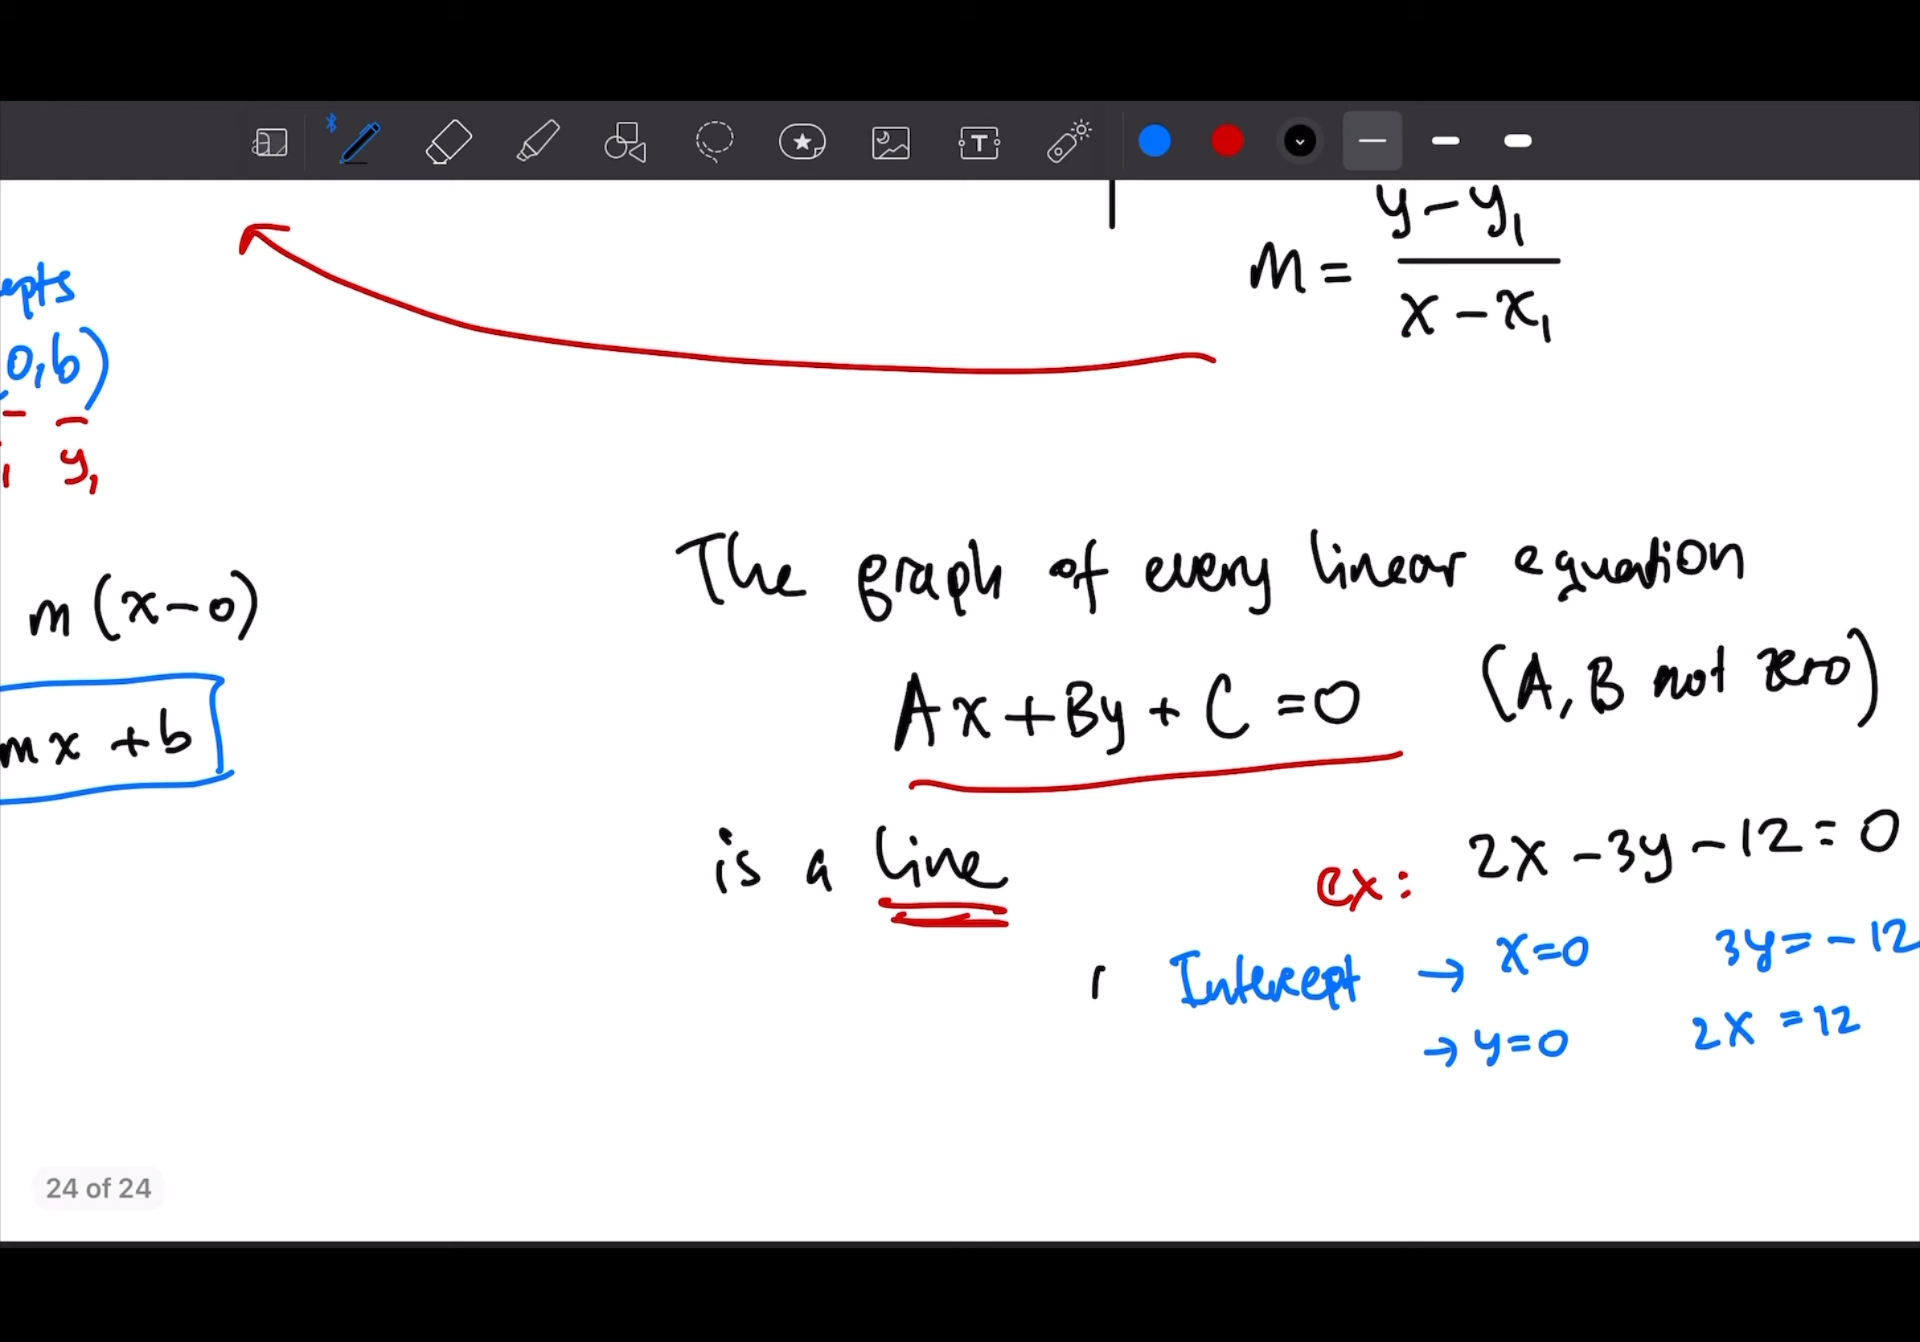 y-y₁
m = ———
x-x₁
epts
0,b)
y₁
m (x-0)
mx + b
The graph of every linear equation
Ax + By + C = 0 (A, B not zero)
is a line
ex: 2x - 3y - 12 = 0
Intercept → x=0 3y = -12
→ y=0 2x = 12
24 of 24